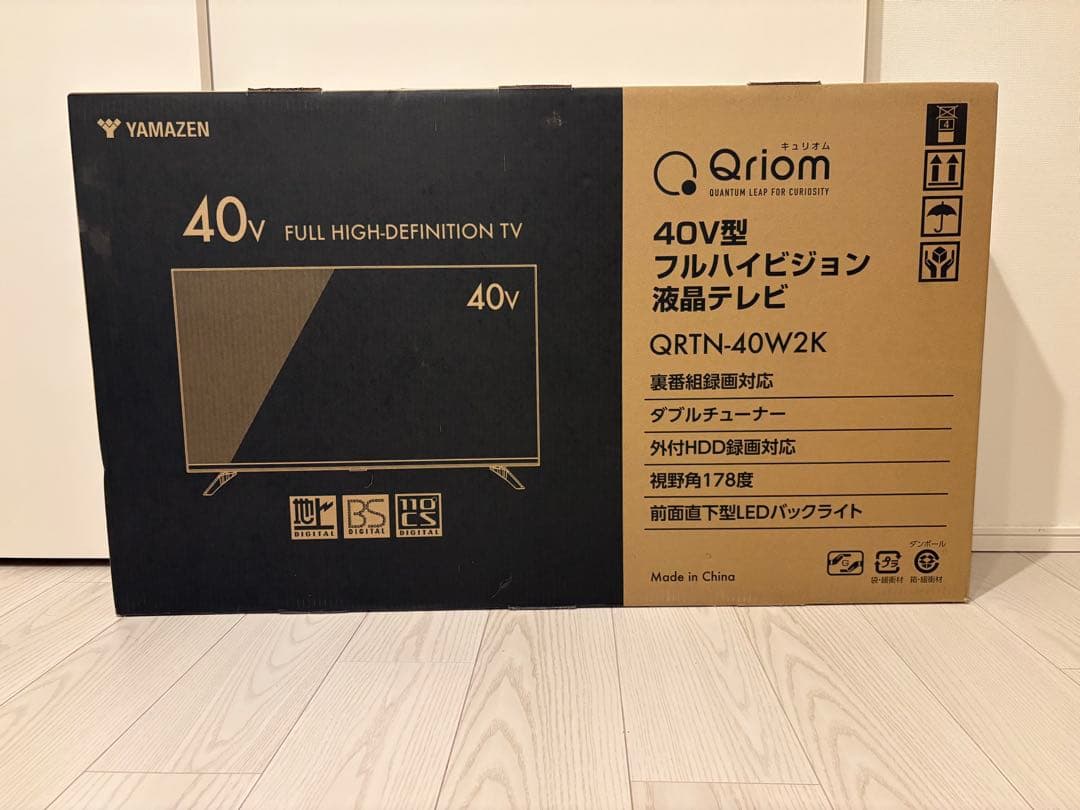 YAMAZEN
40V FULL HIGH-DEFINITION TV
40V
地上
DIGITAL
BS
DIGITAL
110°
CS
DIGITAL
キュリオム
Qriom
QUANTUM LEAP FOR CURIOSITY
40V型
フルハイビジョン
液晶テレビ
QRTN-40W2K
裏番組録画対応
ダブルチューナー
外付HDD録画対応
視野角178度
前面直下型LEDバックライト
Made in China
4
G
プラ
袋・緩衝材
ダンボール
箱・緩衝材